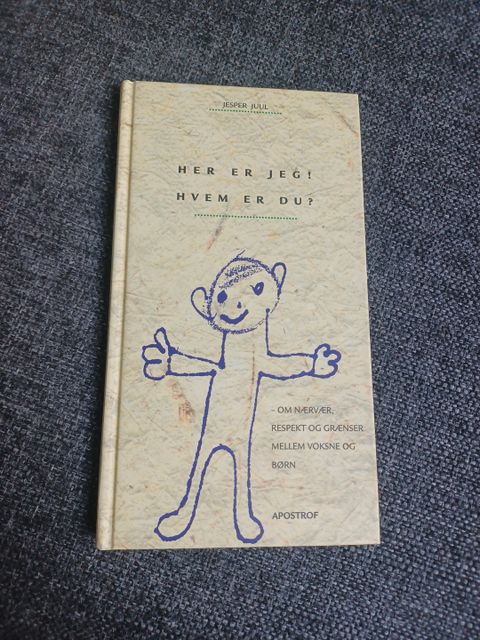 JESPER JUUL
HER ER JEG!
HVEM ER DU?
- OM NÆRVÆR,
RESPEKT OG GRÆNSER
MELLEM VOKSNE OG
BØRN
APOSTROF